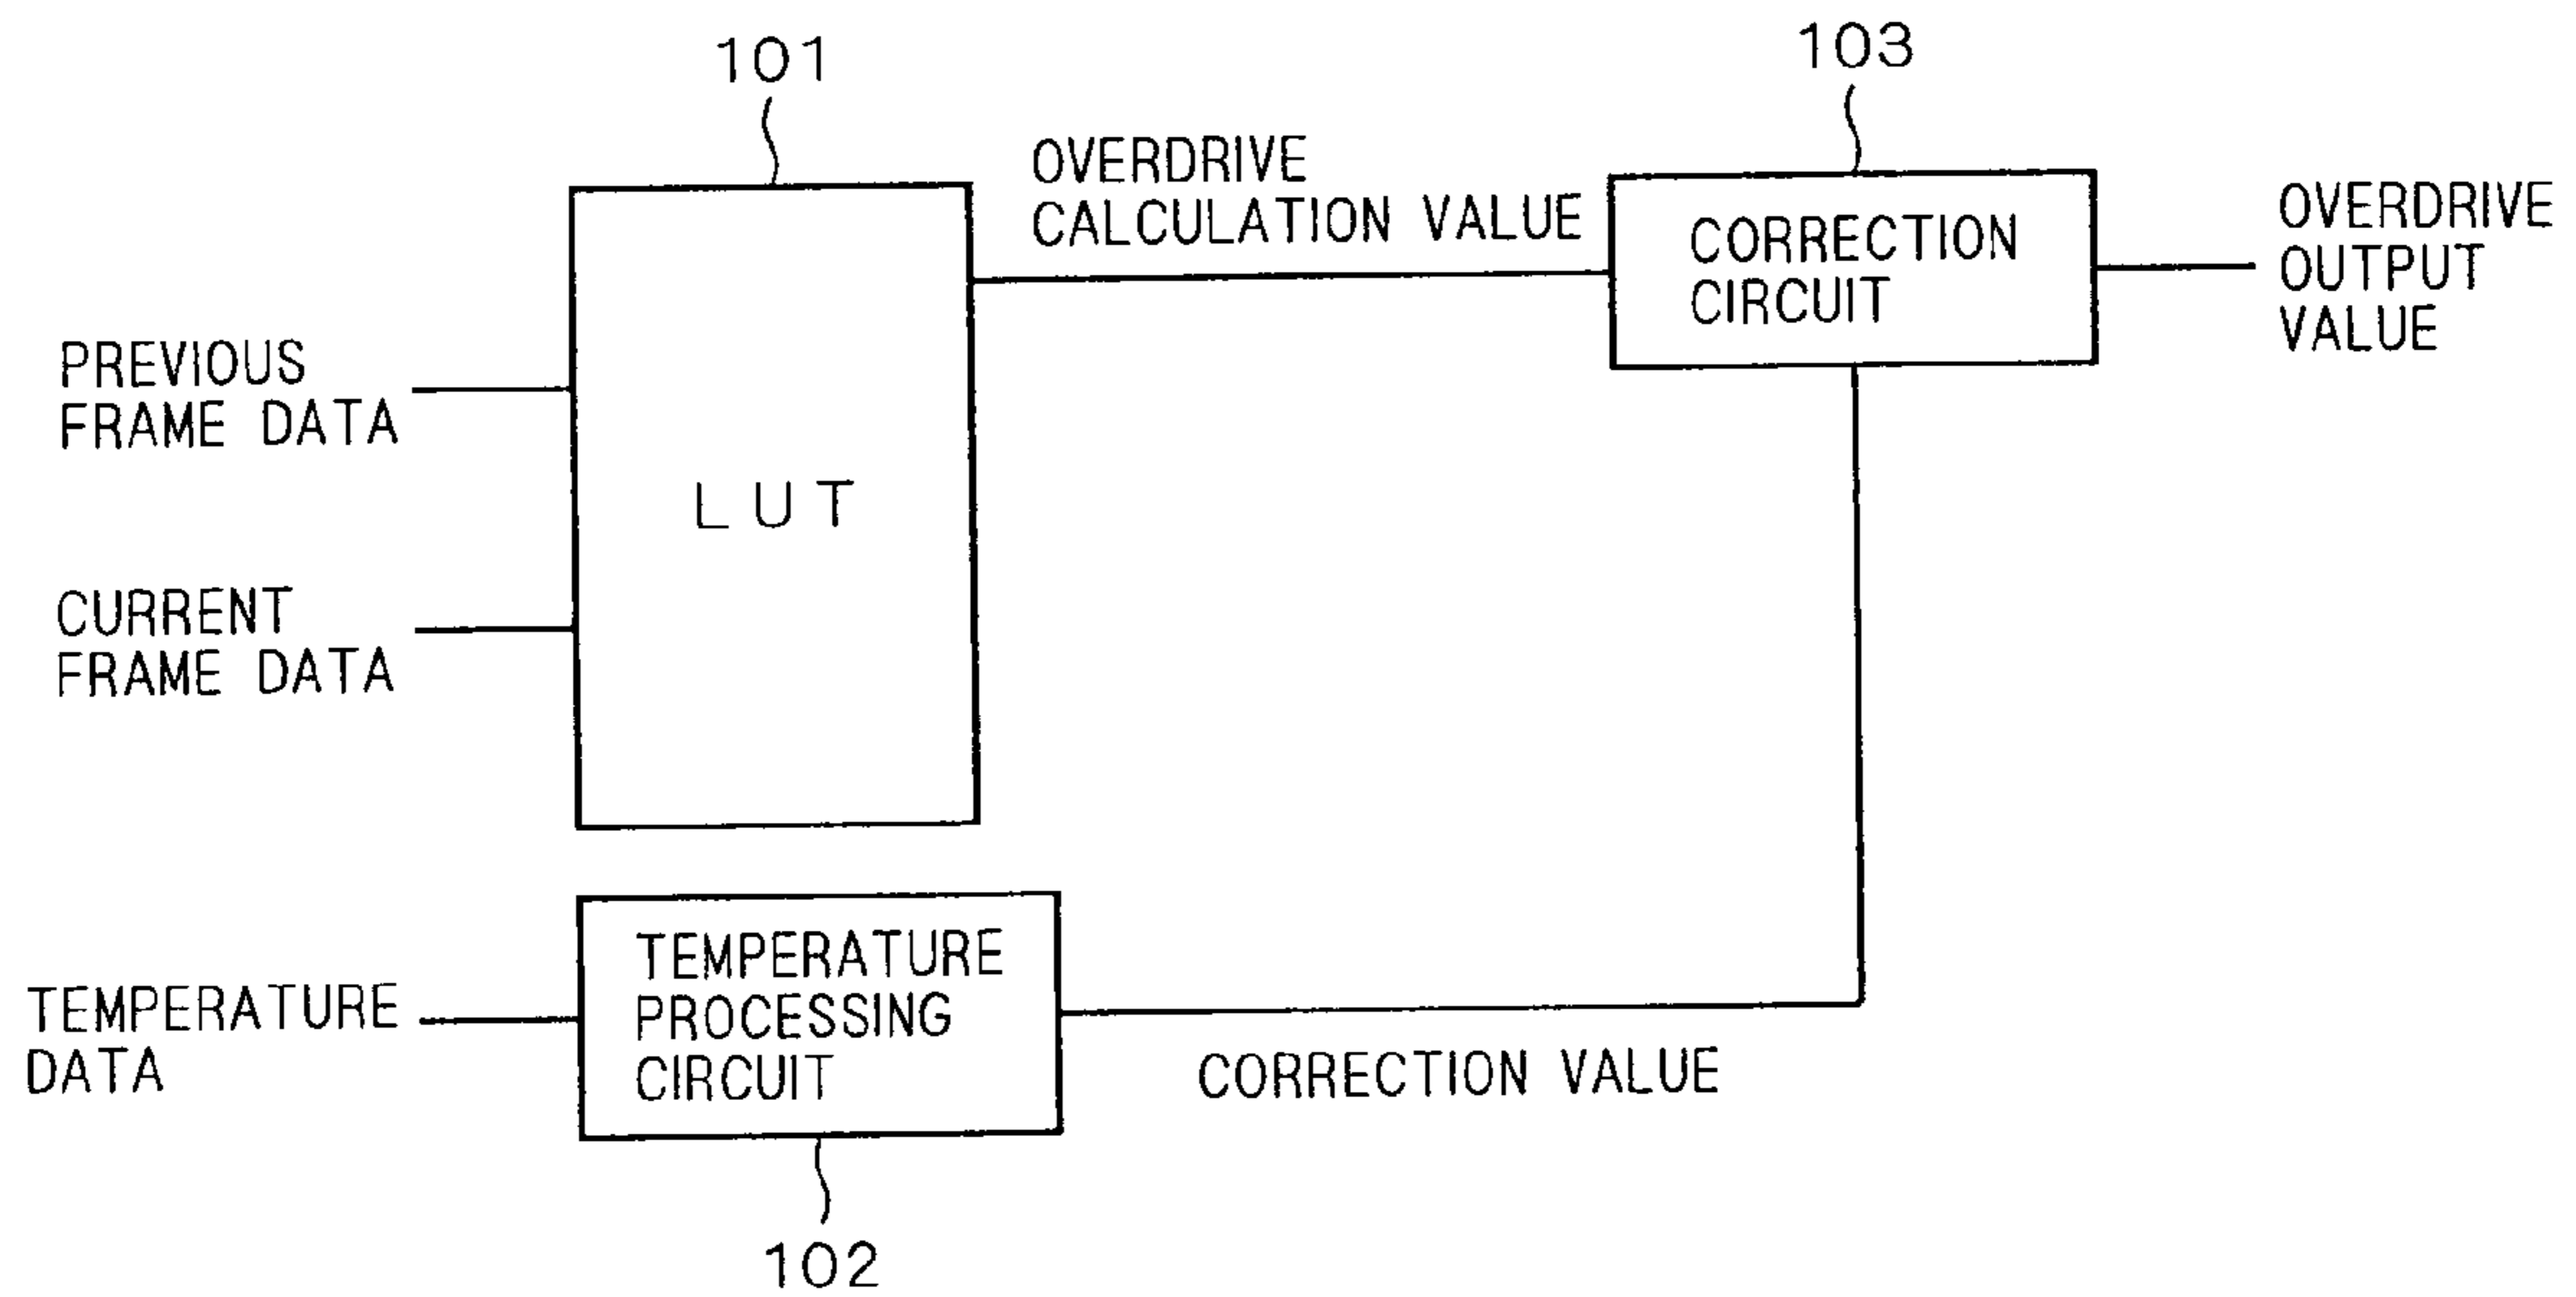 101
103
OVERDRIVE
CALCULATION VALUE
CORRECTION
CIRCUIT
OVERDRIVE
OUTPUT
VALUE
PREVIOUS
FRAME DATA
LUT
CURRENT
FRAME DATA
TEMPERATURE
DATA
TEMPERATURE
PROCESSING
CIRCUIT
CORRECTION VALUE
102